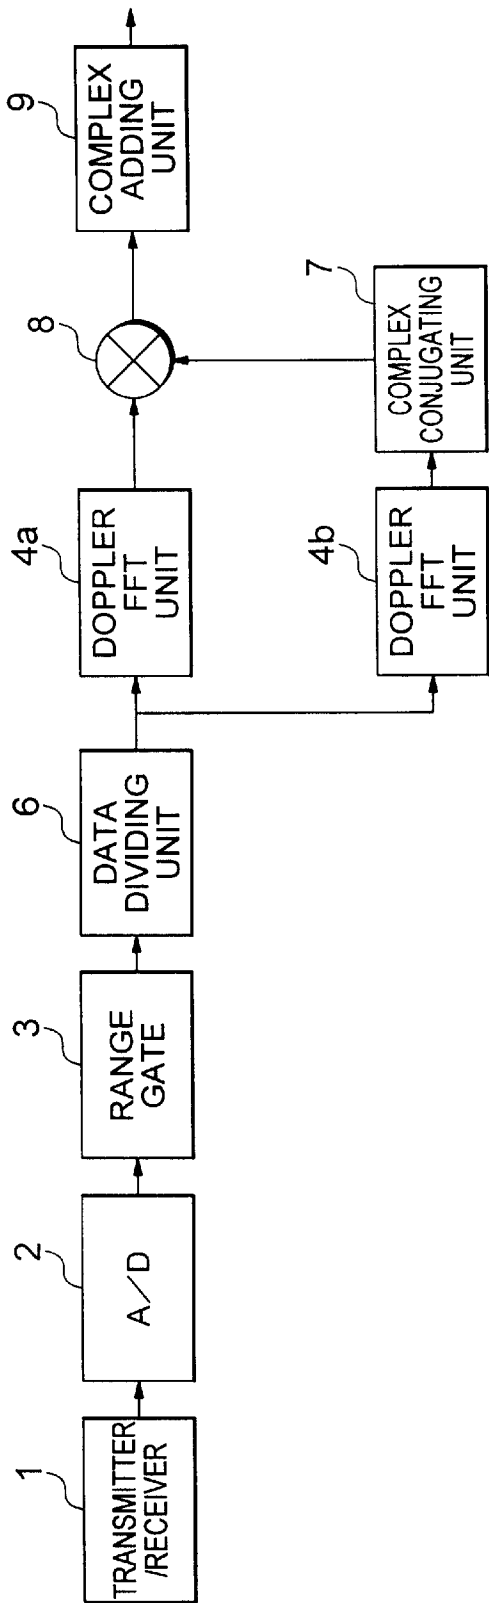 1
TRANSMITTER
/RECEIVER
2
A/D
3
RANGE
GATE
6
DATA
DIVIDING
UNIT
4a
DOPPLER
FFT
UNIT
8
9
COMPLEX
ADDING
UNIT
4b
DOPPLER
FFT
UNIT
7
COMPLEX
CONJUGATING
UNIT